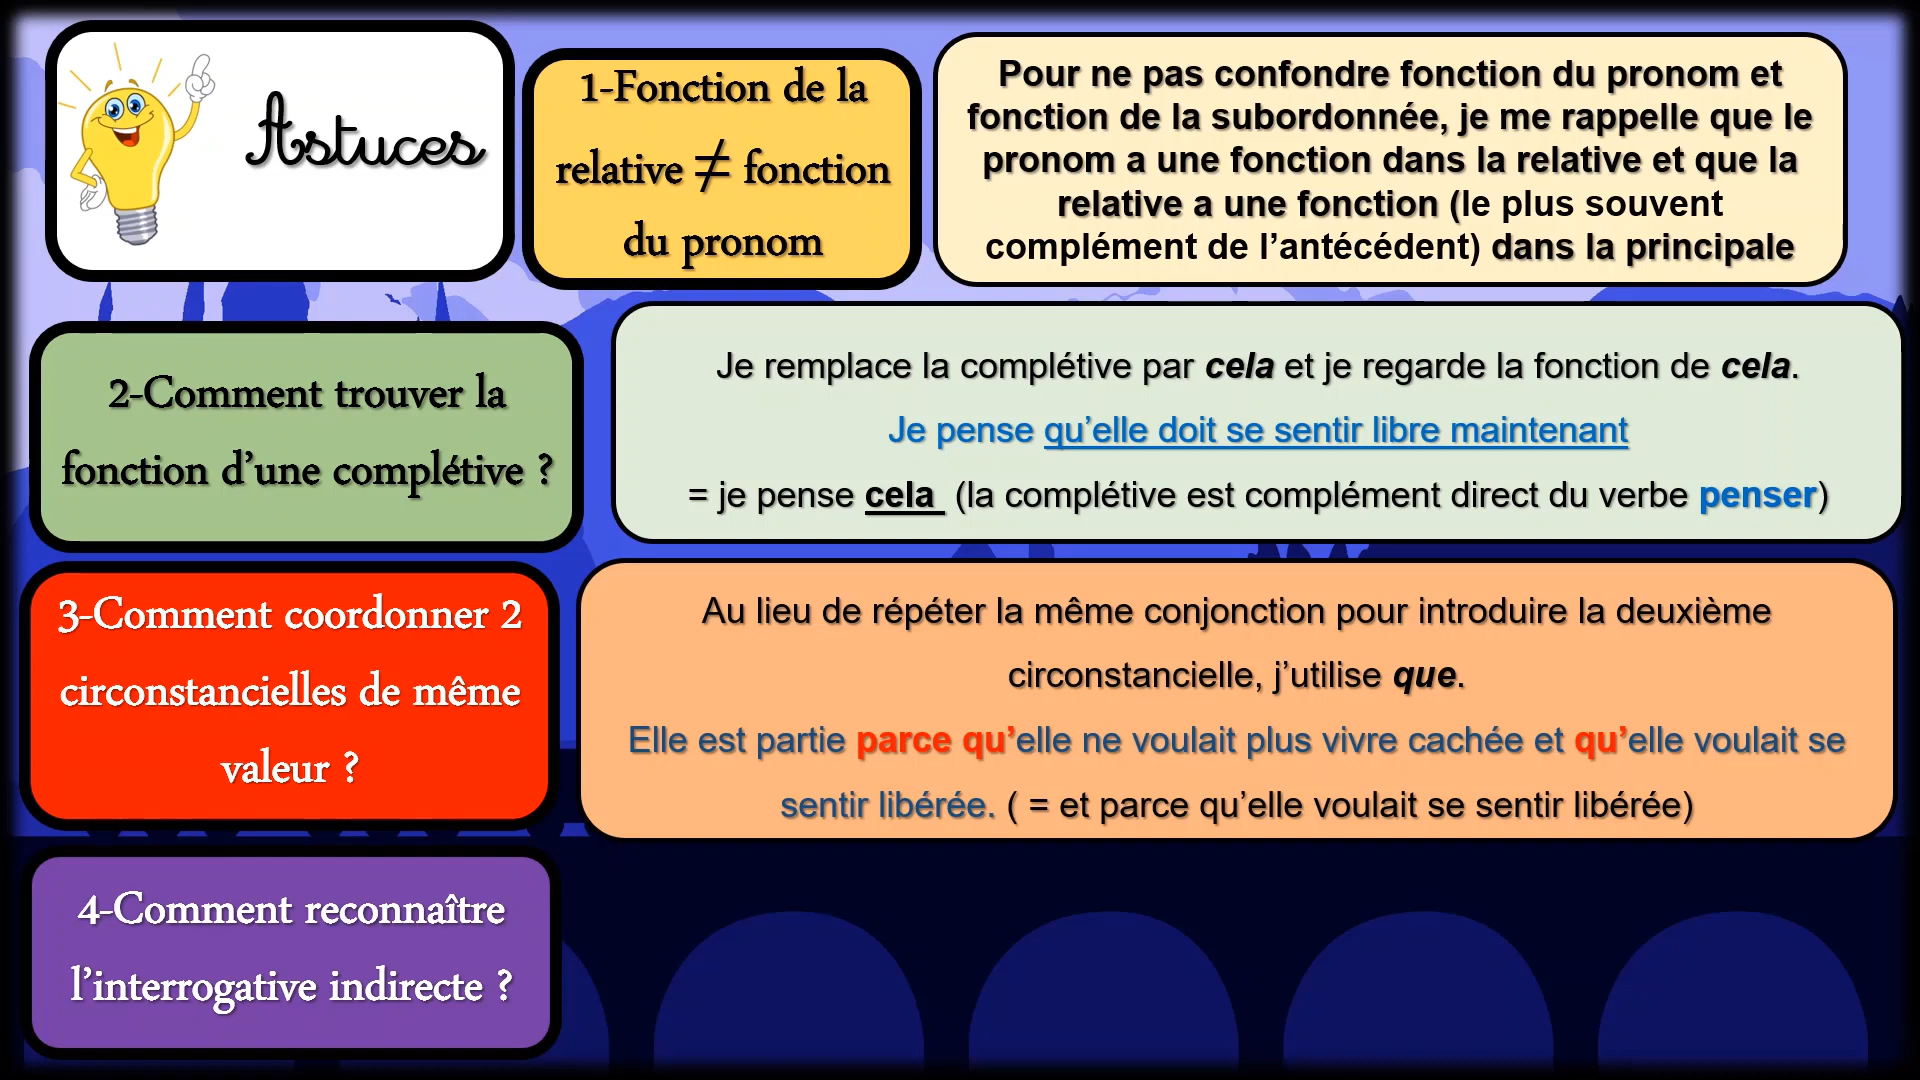 Astuces
1-Fonction de la
relative ≠ fonction
du pronom
Pour ne pas confondre fonction du pronom et
fonction de la subordonnée, je me rappelle que le
pronom a une fonction dans la relative et que la
relative a une fonction (le plus souvent
complément de l’antécédent) dans la principale
2-Comment trouver la
fonction d’une complétive ?
Je remplace la complétive par cela et je regarde la fonction de cela.
Je pense qu’elle doit se sentir libre maintenant
= je pense cela (la complétive est complément direct du verbe penser)
3-Comment coordonner 2
circonstancielles de même
valeur ?
Au lieu de répéter la même conjonction pour introduire la deuxième
circonstancielle, j’utilise que.
Elle est partie parce qu’elle ne voulait plus vivre cachée et qu’elle voulait se
sentir libérée. ( = et parce qu’elle voulait se sentir libérée)
4-Comment reconnaître
l’interrogative indirecte ?